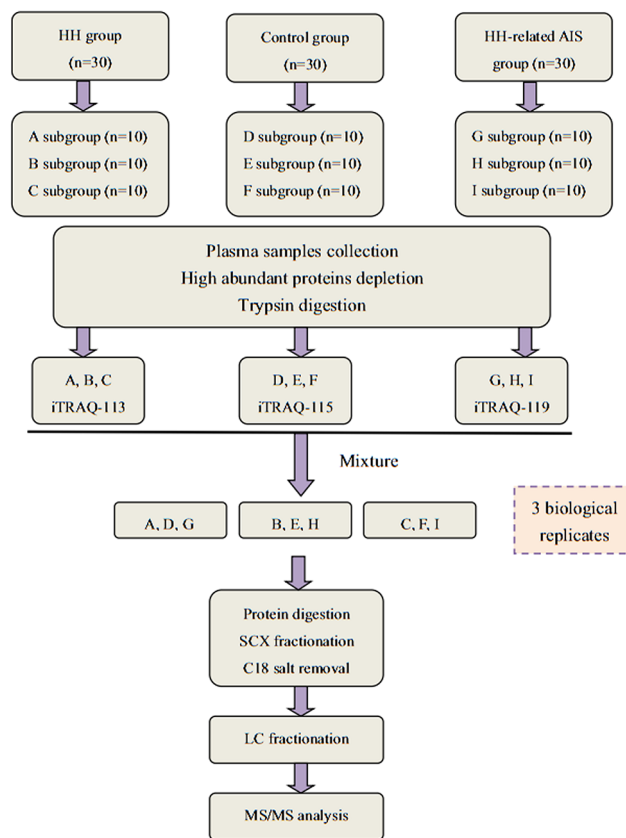 HH group
(n=30)
Control group
(n=30)
HH-related AIS
group (n=30)
A subgroup (n=10)
B subgroup (n=10)
C subgroup (n=10)
D subgroup (n=10)
E subgroup (n=10)
F subgroup (n=10)
G subgroup (n=10)
H subgroup (n=10)
I subgroup (n=10)
Plasma samples collection
High abundant proteins depletion
Trypsin digestion
A, B, C
iTRAQ-113
D, E, F
iTRAQ-115
G, H, I
iTRAQ-119
Mixture
A, D, G
B, E, H
C, F, I
3 biological
replicates
Protein digestion
SCX fractionation
C18 salt removal
LC fractionation
MS/MS analysis